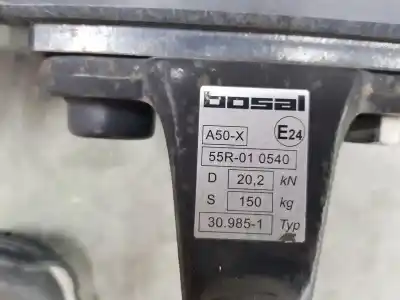 bosal
A50-X E24
55R-01 0540
D 20,2 kN
S 150 kg
30.985-1 Typ